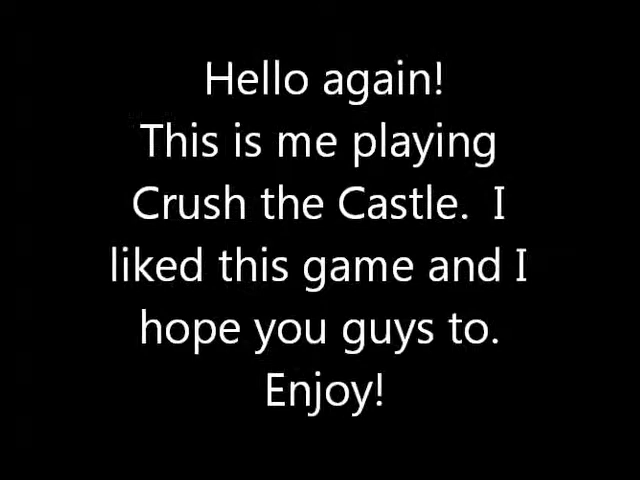 Hello again!
This is me playing
Crush the Castle.  I
liked this game and I
hope you guys to.
Enjoy!